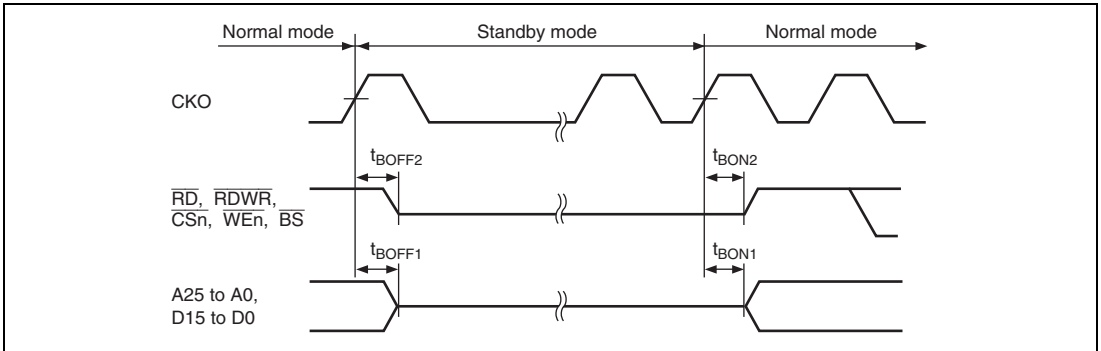 Normal mode Standby mode Normal mode
CKO
tBOFF2 tBON2
RD, RDWR,
CSn, WEn, BS
tBOFF1 tBON1
A25 to A0,
D15 to D0